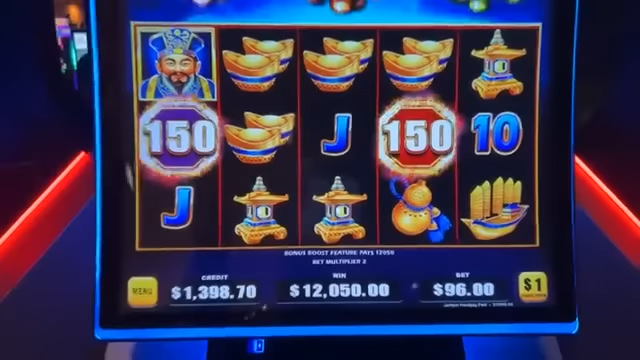 150 150
J 10
J
BONUS BOOST FEATURE PAYS 12050
BET MULTIPLIER 2
MENU
CREDIT WIN BET
$1,398.70 $12,050.00 $96.00
$1